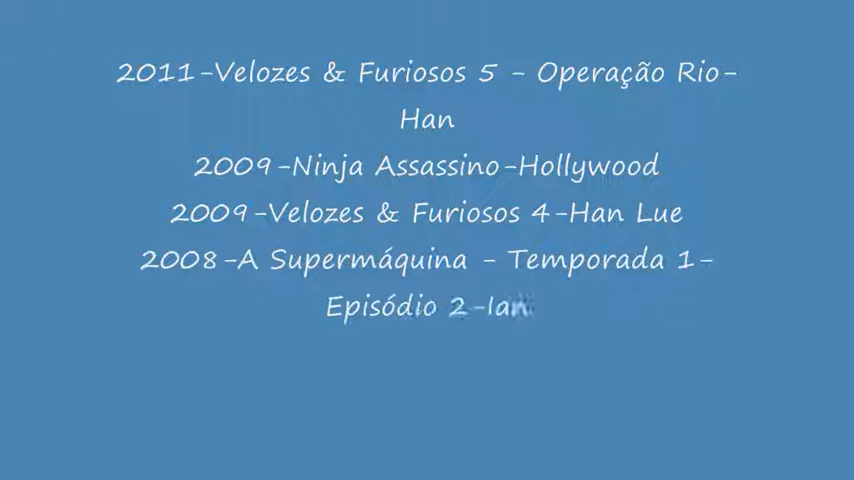 2011-Velozes & Furiosos 5 - Operação Rio-
Han
2009-Ninja Assassino-Hollywood
2009-Velozes & Furiosos 4-Han Lue
2008-A Supermáquina - Temporada 1-
Episódio 2-Ian